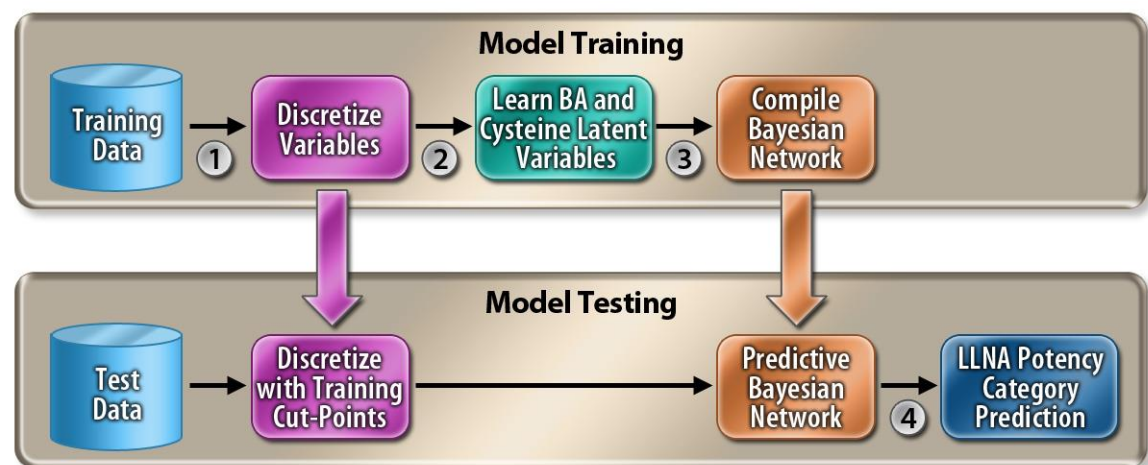 Model Training
Training
Data
1
Discretize
Variables
2
Learn BA and
Cysteine Latent
Variables
3
Compile
Bayesian
Network
Model Testing
Test
Data
Discretize
with Training
Cut-Points
Predictive
Bayesian
Network
4
LLNA Potency
Category
Prediction